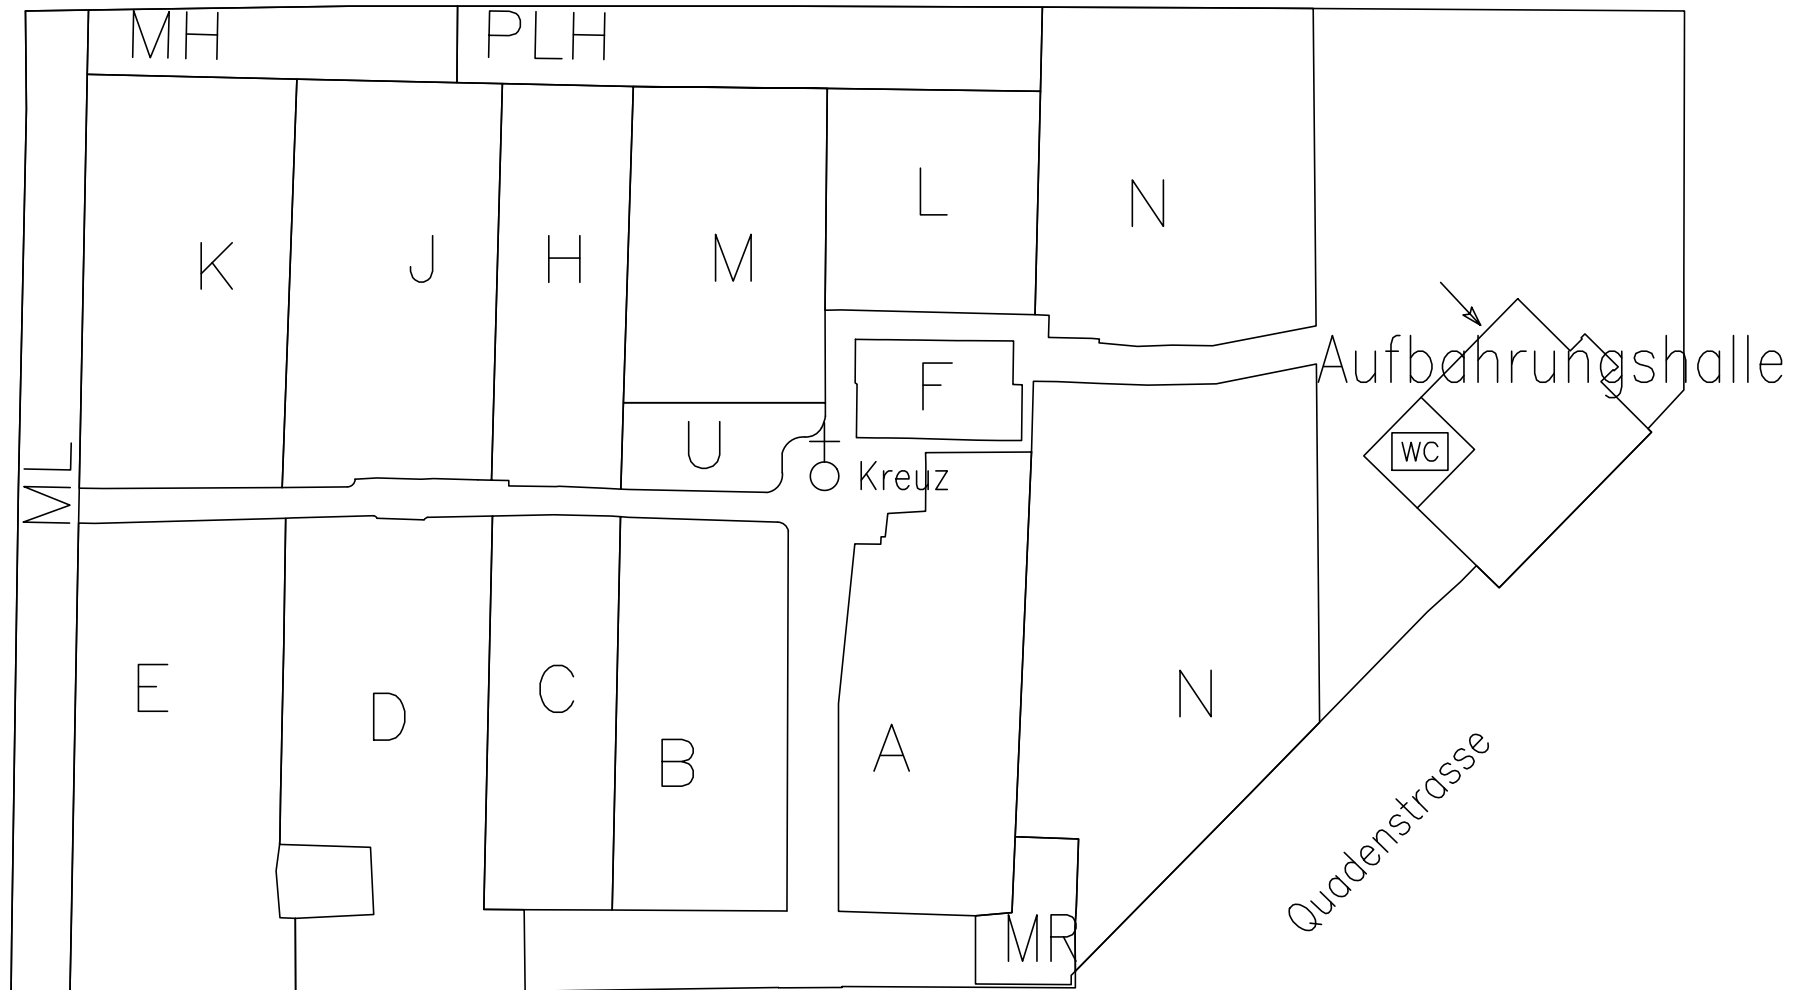 MH
PLH
L
N
K
J
H
M
Aufbahrungshalle
F
U
WC
Kreuz
ML
E
D
C
B
A
N
Quadenstrasse
MR